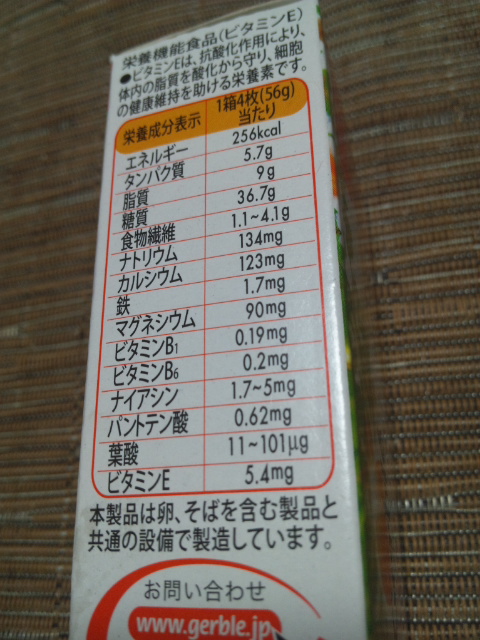 栄養機能食品(ビタミンE)
●ビタミンEは、抗酸化作用により、
体内の脂質を酸化から守り、細胞
の健康維持を助ける栄養素です。
栄養成分表示 1箱4枚(56g)当たり
エネルギー 256kcal
タンパク質 5.7g
脂質 9g
糖質 36.7g
食物繊維 1.1~4.1g
ナトリウム 134mg
カルシウム 123mg
鉄 1.7mg
マグネシウム 90mg
ビタミンB1 0.19mg
ビタミンB6 0.2mg
ナイアシン 1.7~5mg
パントテン酸 0.62mg
葉酸 11~101μg
ビタミンE 5.4mg
本製品は卵、そばを含む製品と
共通の設備で製造しています。
お問い合わせ
www.gerble.jp